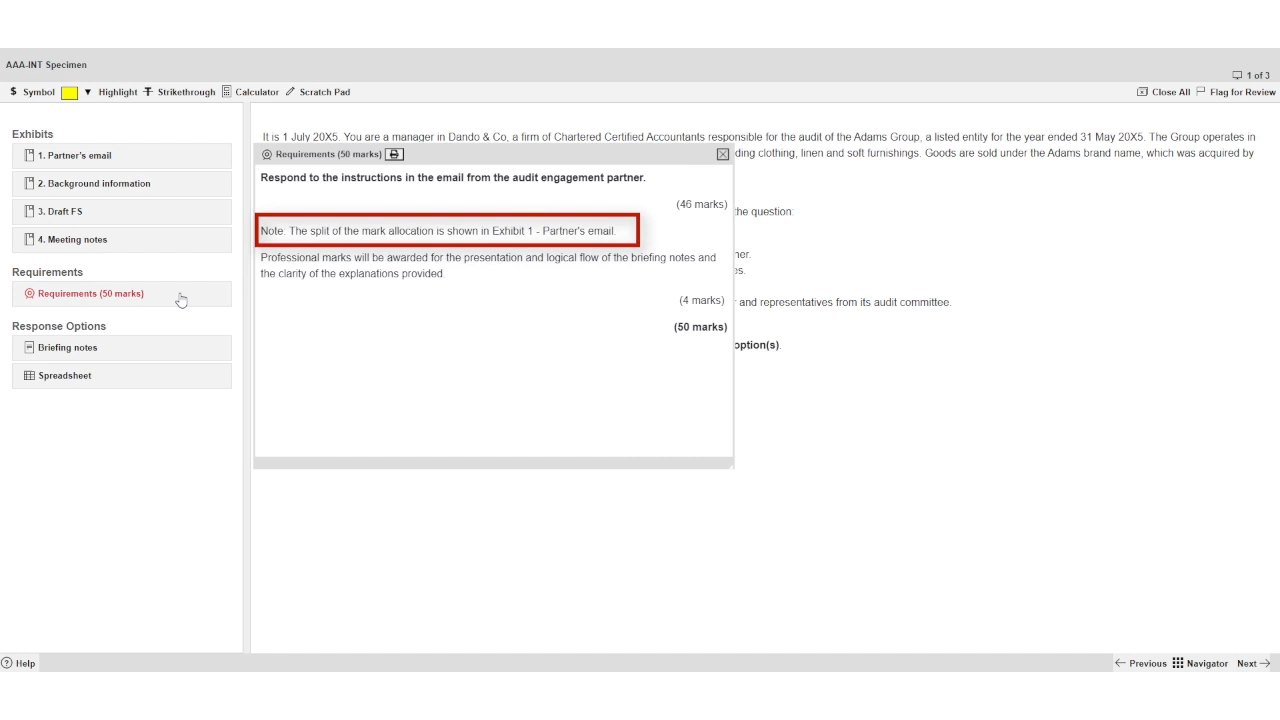 AAA-INT Specimen
1 of 3
$ Symbol ▼ Highlight Strikethrough Calculator Scratch Pad
Close All Flag for Review
Exhibits
1. Partner's email
2. Background information
3. Draft FS
4. Meeting notes
Requirements
Requirements (50 marks)
Response Options
Briefing notes
Spreadsheet
It is 1 July 20X5. You are a manager in Dando & Co, a firm of Chartered Certified Accountants responsible for the audit of the Adams Group, a listed entity for the year ended 31 May 20X5. The Group operates in
ding clothing, linen and soft furnishings. Goods are sold under the Adams brand name, which was acquired by
the question:
ner.
es.
and representatives from its audit committee.
option(s).
Requirements (50 marks)
Respond to the instructions in the email from the audit engagement partner.
(46 marks)
Note: The split of the mark allocation is shown in Exhibit 1 - Partner's email.
Professional marks will be awarded for the presentation and logical flow of the briefing notes and
the clarity of the explanations provided.
(4 marks)
(50 marks)
? Help
← Previous Navigator Next →